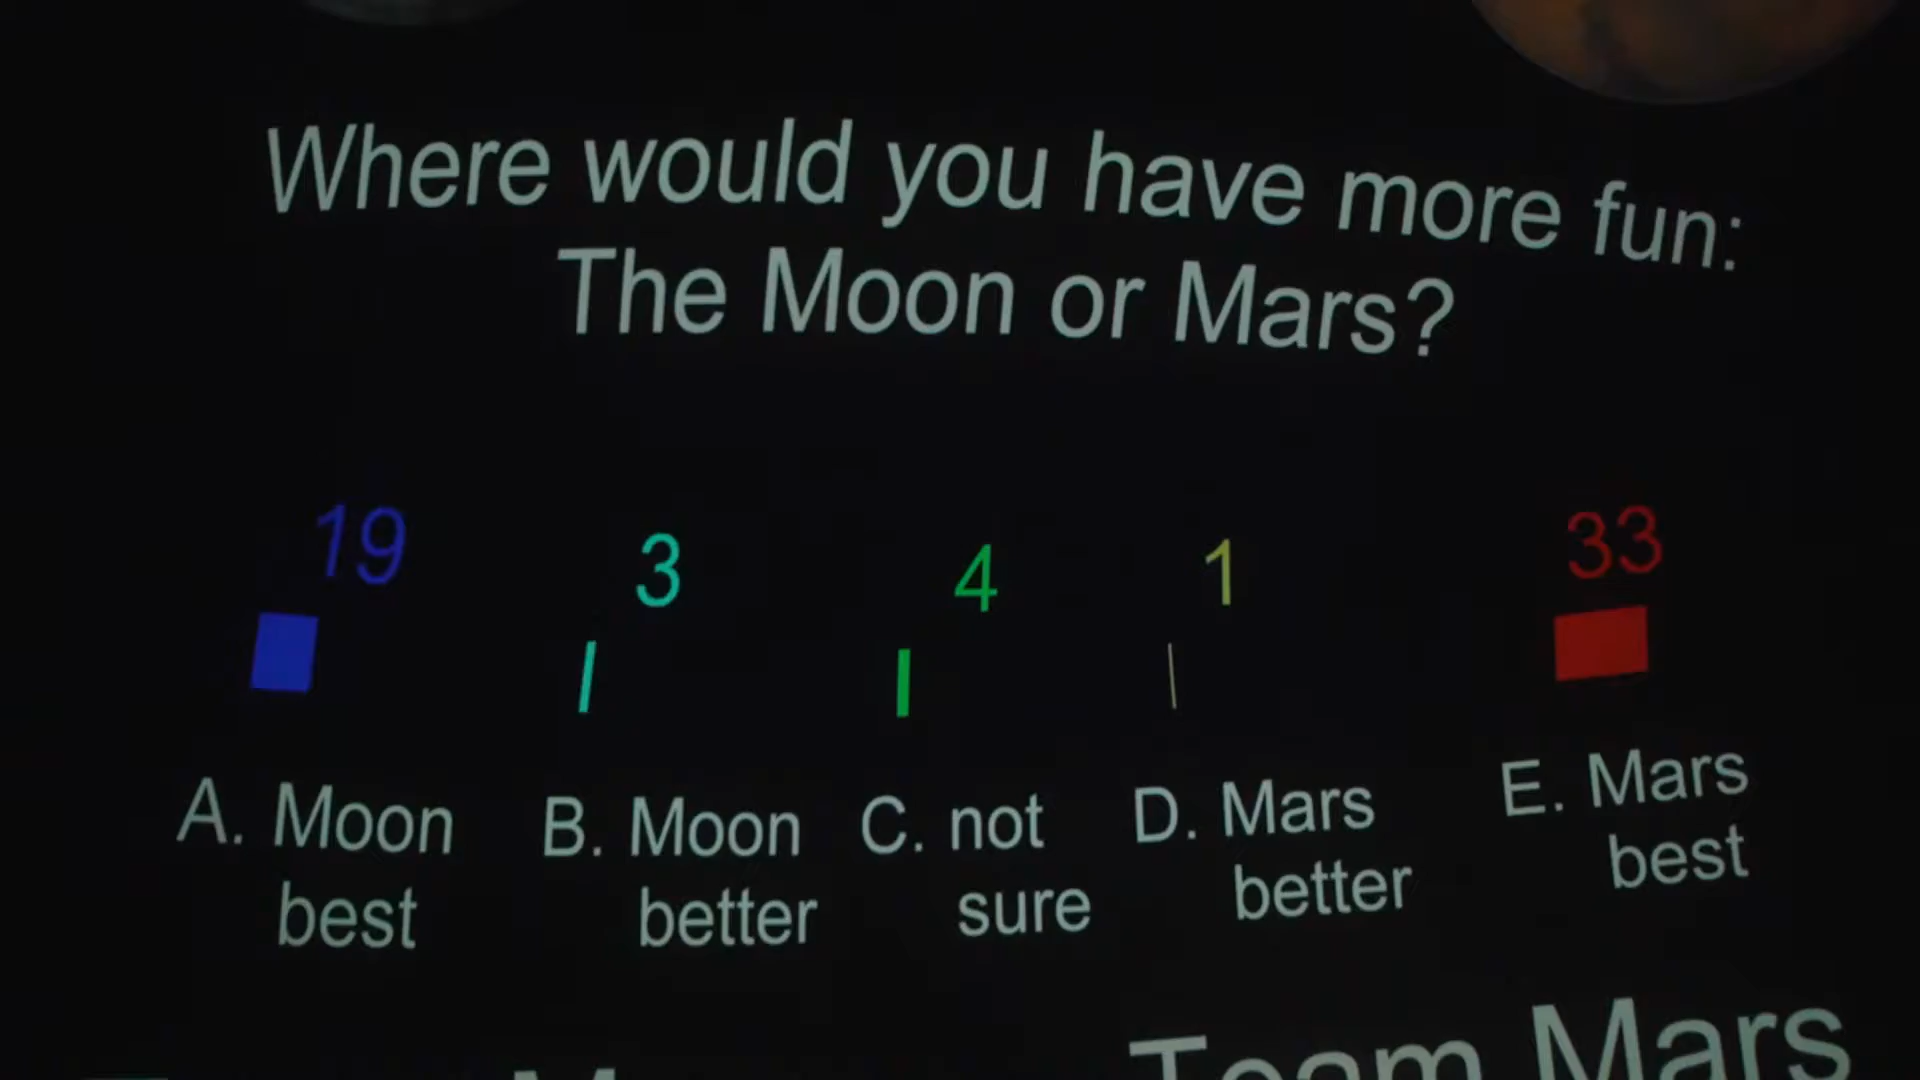 Where would you have more fun:
The Moon or Mars?
19 3 4 1 33
A. Moon best
B. Moon better
C. not sure
D. Mars better
E. Mars best
Team Mars